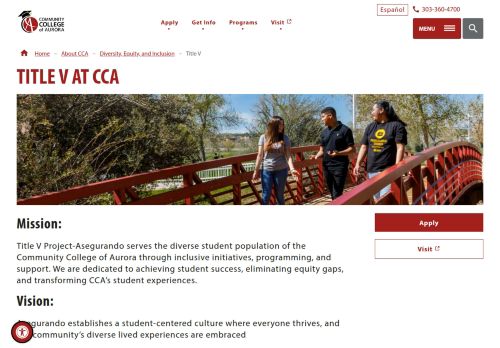 Español
303-360-4700
COMMUNITY
COLLEGE
of AURORA
Apply
Get Info
Programs
Visit
MENU
Home - About CCA - Diversity, Equity, and Inclusion - Title V
TITLE V AT CCA
Mission:
Title V Project-Asegurando serves the diverse student population of the
Community College of Aurora through inclusive initiatives, programming, and
support. We are dedicated to achieving student success, eliminating equity gaps,
and transforming CCA's student experiences.
Apply
Visit
Vision:
egurando establishes a student-centered culture where everyone thrives, and
community's diverse lived experiences are embraced